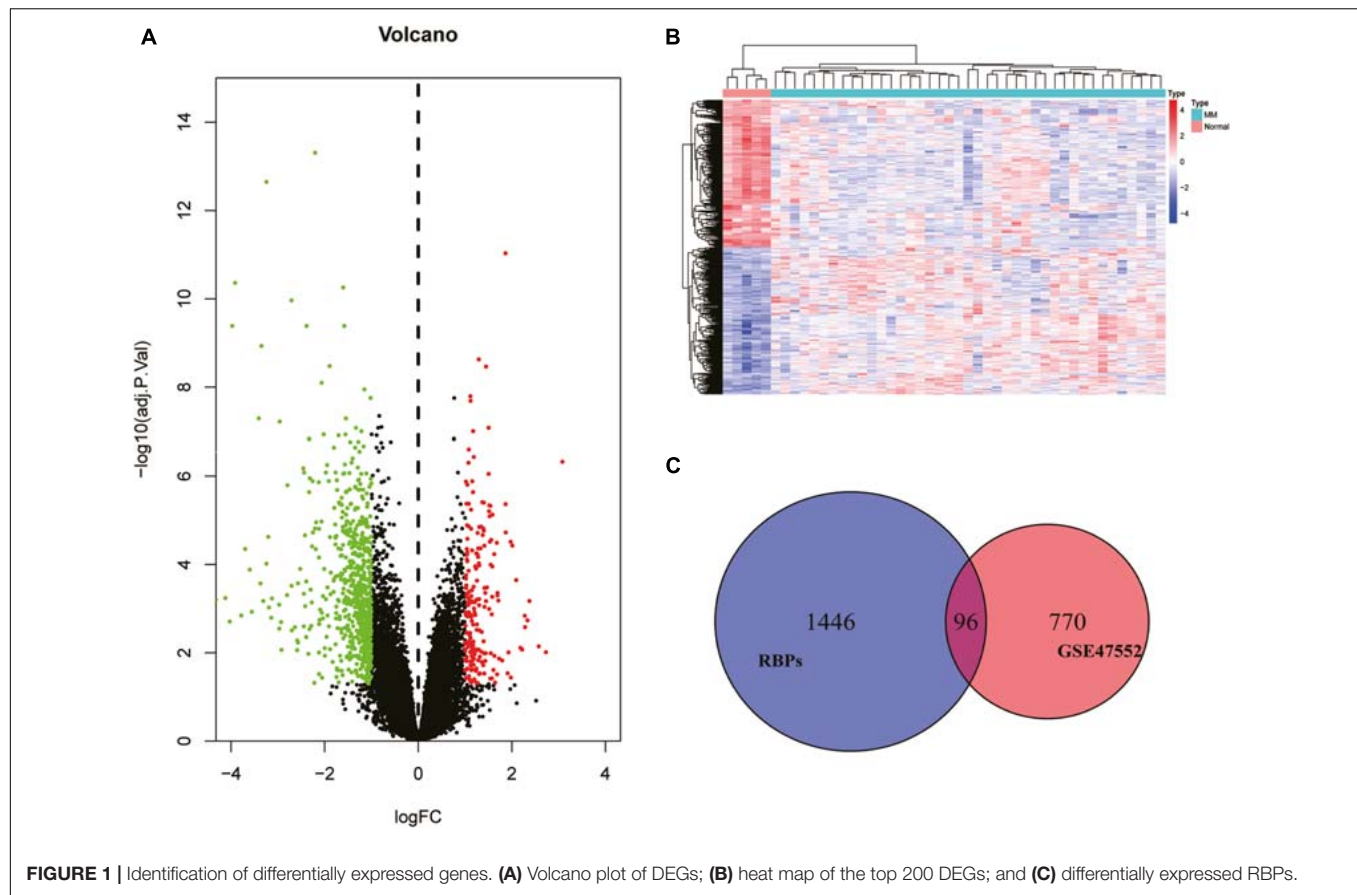 A
Volcano
−log10(adj.P.Val)
14
12
10
8
6
4
2
0
−4
−2
0
2
4
logFC
B
Type
4
2
0
−2
−4
Type
MM
Normal
C
1446
96
770
RBPs
GSE47552
FIGURE 1 | Identification of differentially expressed genes. (A) Volcano plot of DEGs; (B) heat map of the top 200 DEGs; and (C) differentially expressed RBPs.